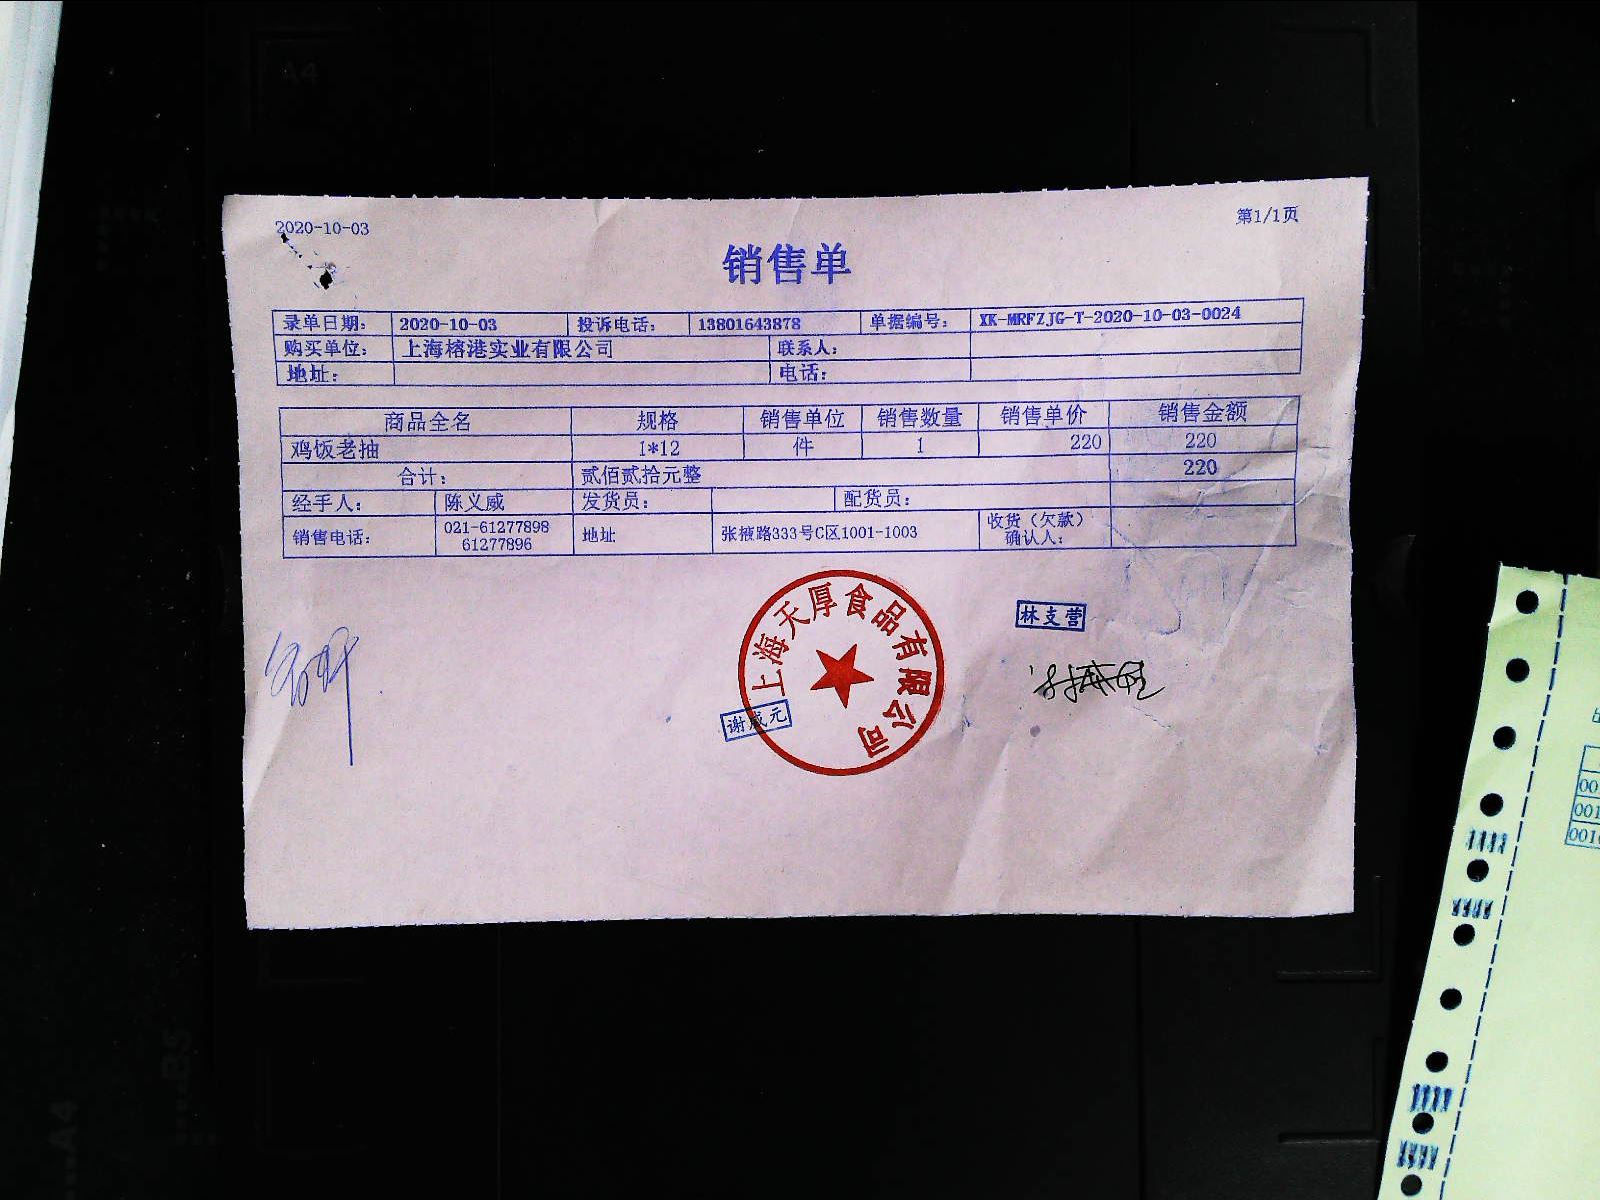 2020-10-03
第1/1页
销售单
录单日期： 2020-10-03 投诉电话： 13801643878 单据编号： XK-MRFZJG-T-2020-10-03-0024
购买单位： 上海榕港实业有限公司 联系人：
地址： 电话：
商品全名 规格 销售单位 销售数量 销售单价 销售金额
鸡饭老抽 1*12 件 1 220 220
合计： 贰佰贰拾元整 220
经手人： 陈义威 发货员： 配货员：
销售电话： 021-61277898 61277896 地址 张掖路333号C区1001-1003 收货（欠款）确认人：
上海天厚食品有限公司
林支营
谢咸元
A4
B5
A4
001